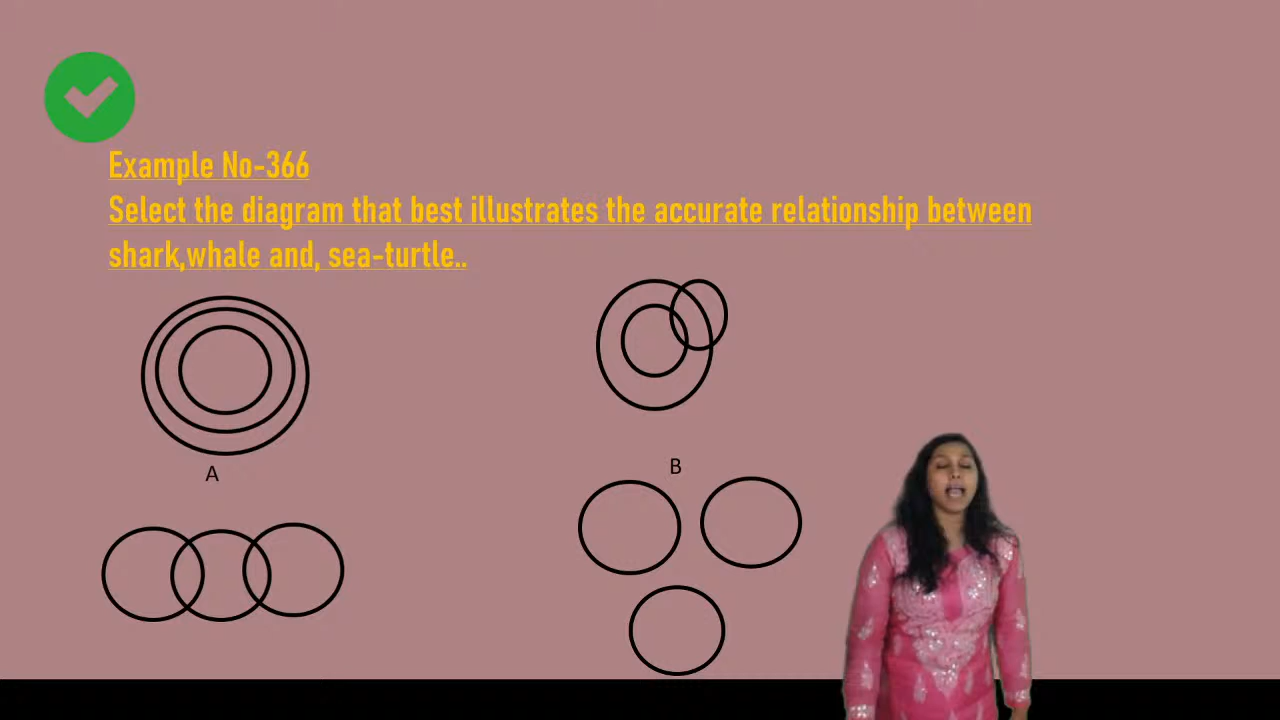 Example No-366
Select the diagram that best illustrates the accurate relationship between
shark,whale and, sea-turtle..
A
B